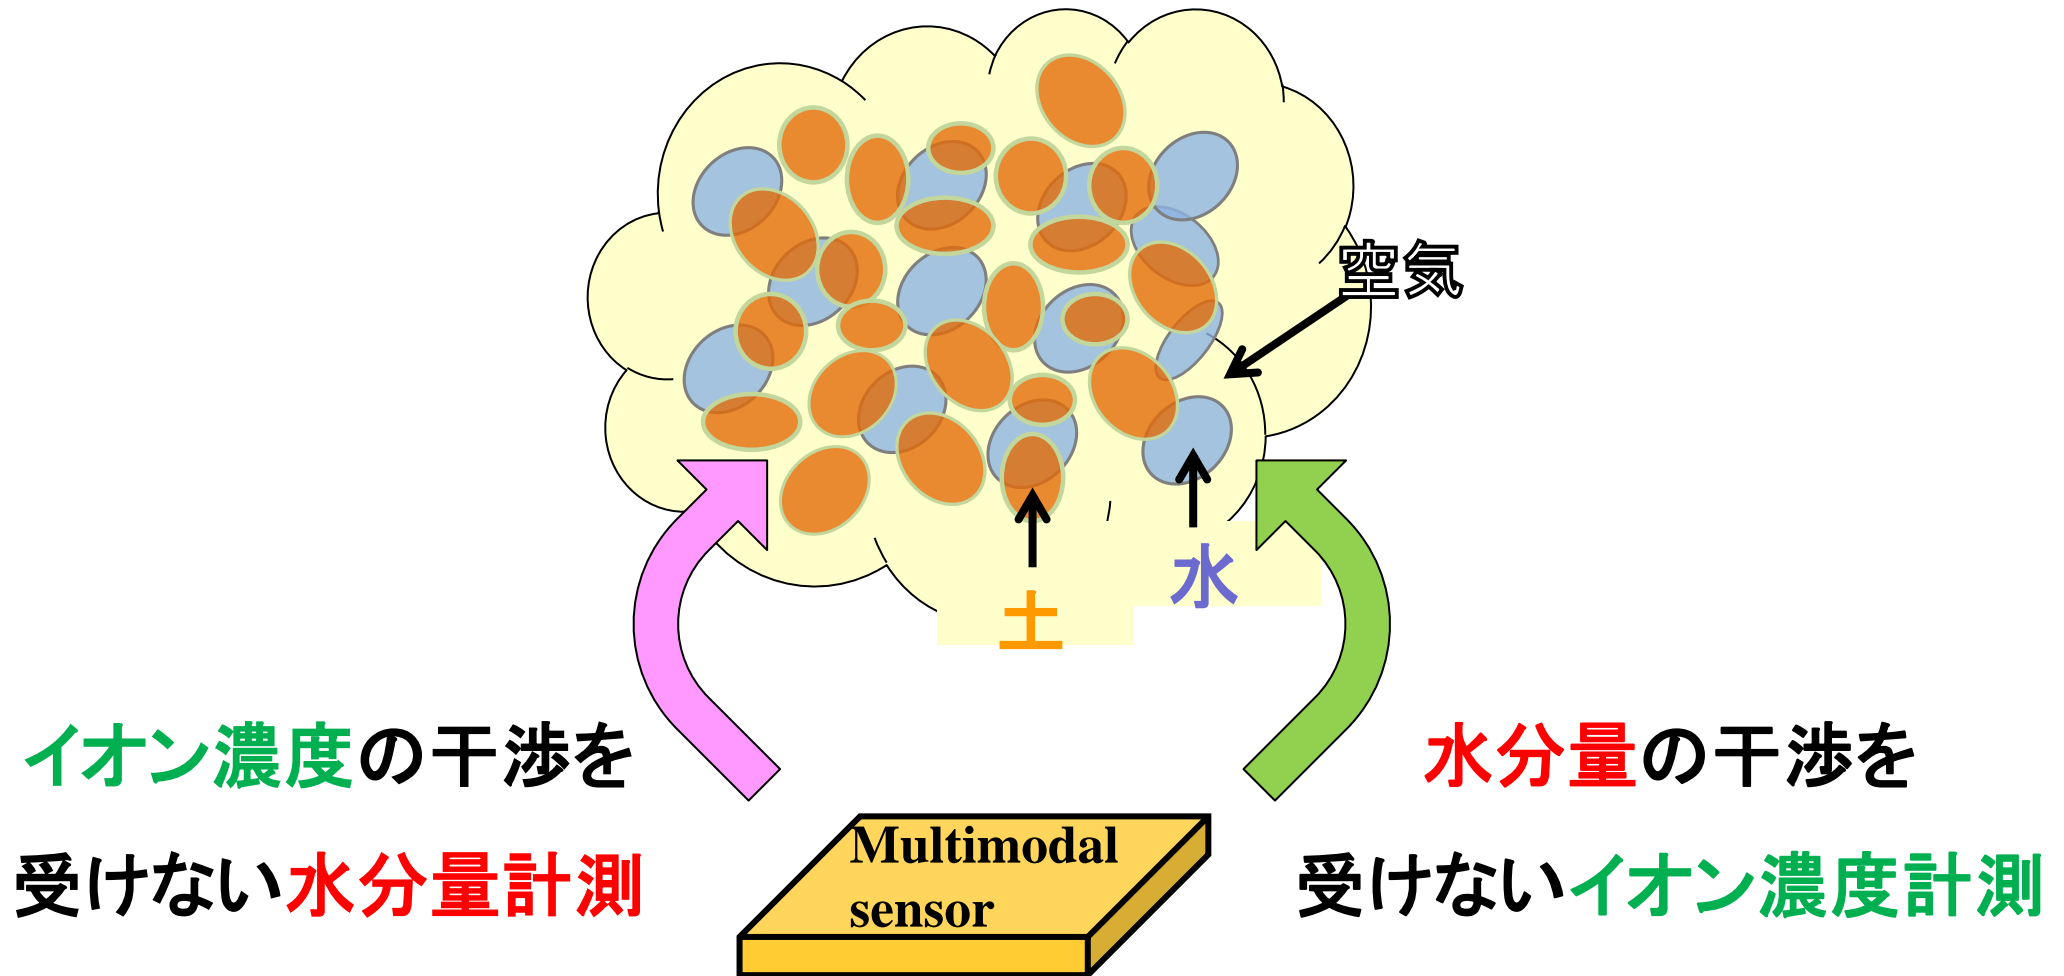 空気
水
土
イオン濃度の干渉を
受けない水分量計測
水分量の干渉を
受けないイオン濃度計測
Multimodal
sensor